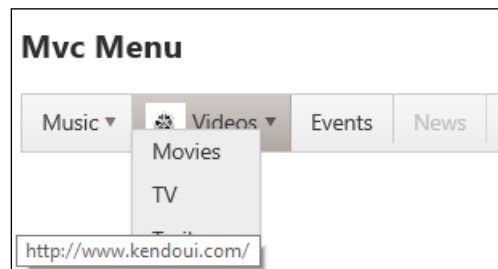 Mvc Menu
Music Videos Events News
Movies
TV
http://www.kendoui.com/